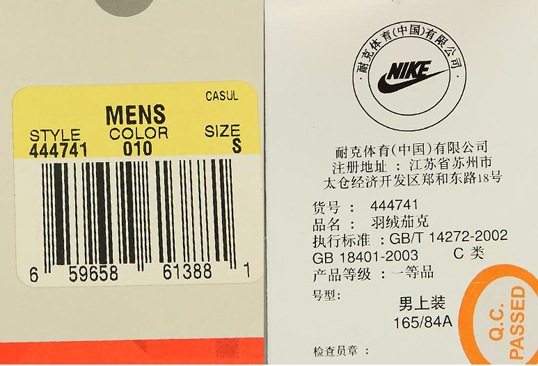 CASUL
MENS
STYLE COLOR SIZE
444741 010 S
6 59658 61388 1
耐克体育(中国)有限公司
NIKE
耐克体育(中国)有限公司
注册地址：江苏省苏州市
太仓经济开发区郑和东路18号
货号：444741
品名：羽绒茄克
执行标准：GB/T 14272-2002
GB 18401-2003 C 类
产品等级：一等品
号型:
男上装
165/84A
Q.C.
PASSED
检查员章：